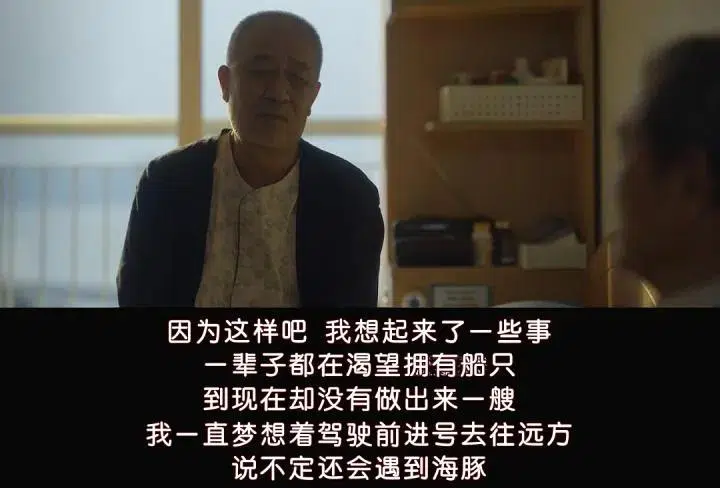 因为这样吧 我想起来了一些事
一辈子都在渴望拥有船只
到现在却没有做出来一艘
我一直梦想着驾驶前进号去往远方
说不定还会遇到海豚